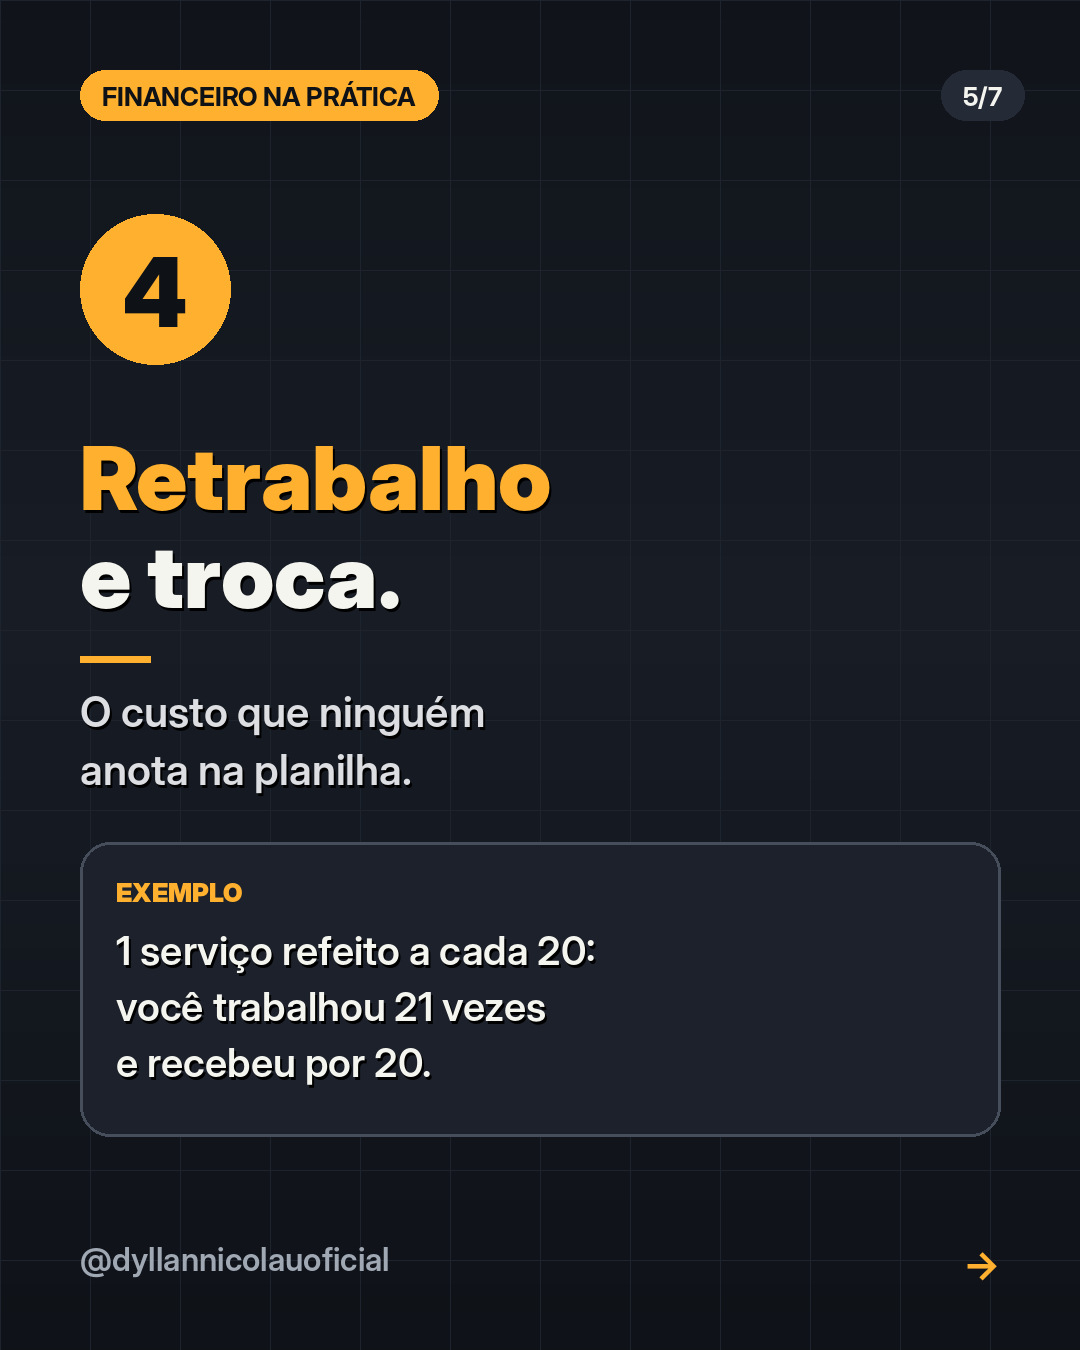 FINANCEIRO NA PRÁTICA
5/7
4
Retrabalho
e troca.
O custo que ninguém
anota na planilha.
EXEMPLO
1 serviço refeito a cada 20:
você trabalhou 21 vezes
e recebeu por 20.
@dyllannicolauoficial
→